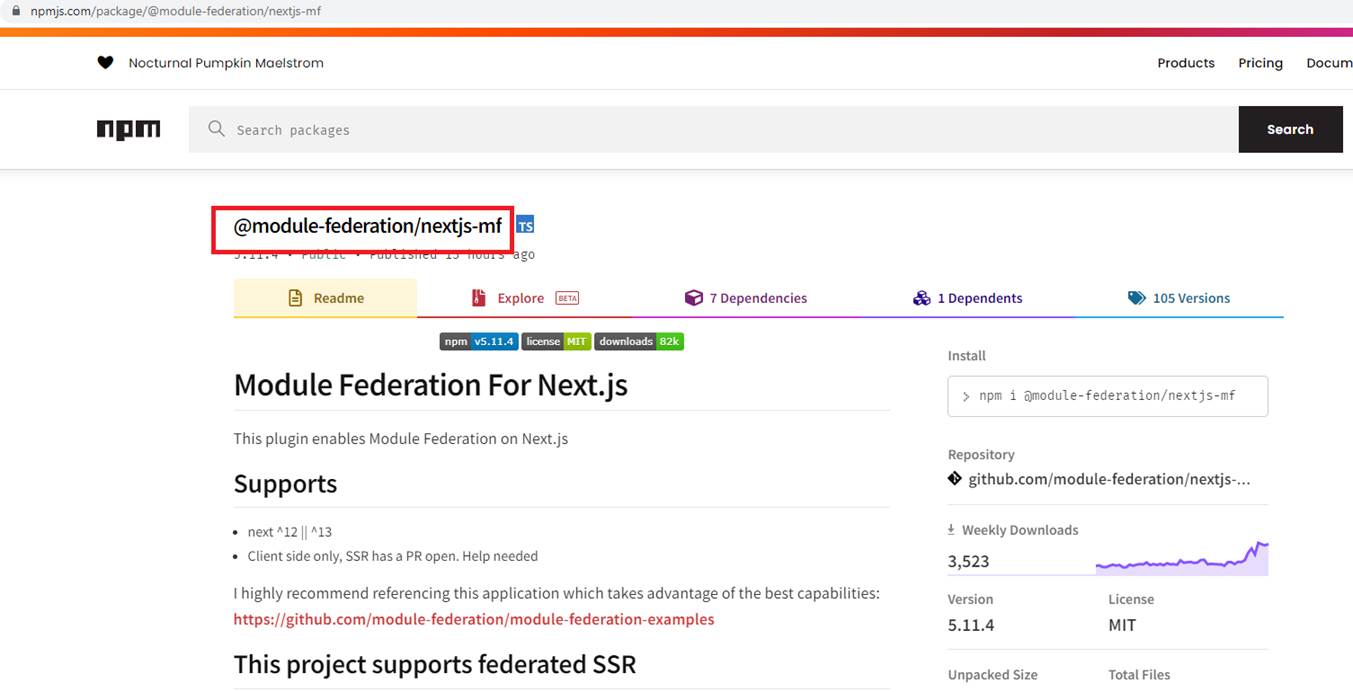 npmjs.com/package/@module-federation/nextjs-mf
Nocturnal Pumpkin Maelstrom
Products
Pricing
Docum
npm
Search packages
Search
@module-federation/nextjs-mf
TS
5.11.4 • Public • Published 15 hours ago
Readme
Explore BETA
7 Dependencies
1 Dependents
105 Versions
npm v5.11.4 license MIT downloads 82k
Module Federation For Next.js
This plugin enables Module Federation on Next.js
Supports
• next ^12 || ^13
• Client side only, SSR has a PR open. Help needed
I highly recommend referencing this application which takes advantage of the best capabilities:
https://github.com/module-federation/module-federation-examples
This project supports federated SSR
Install
> npm i @module-federation/nextjs-mf
Repository
github.com/module-federation/nextjs-...
Weekly Downloads
3,523
Version
License
5.11.4
MIT
Unpacked Size
Total Files